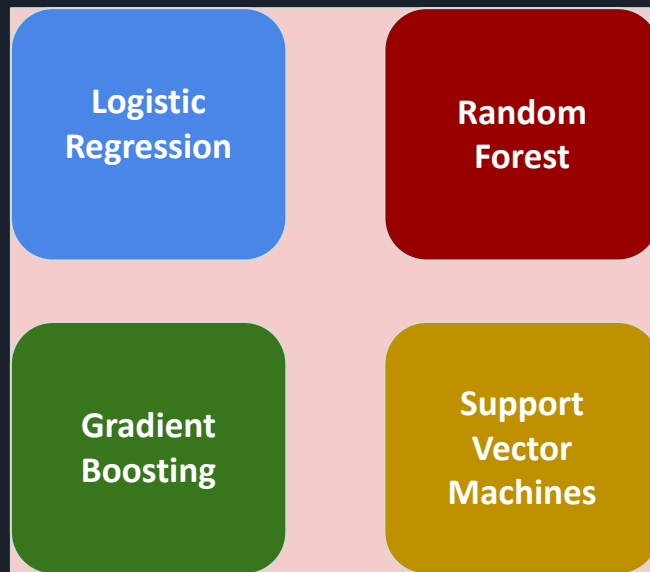 Logistic
Regression
Random
Forest
Gradient
Boosting
Support
Vector
Machines